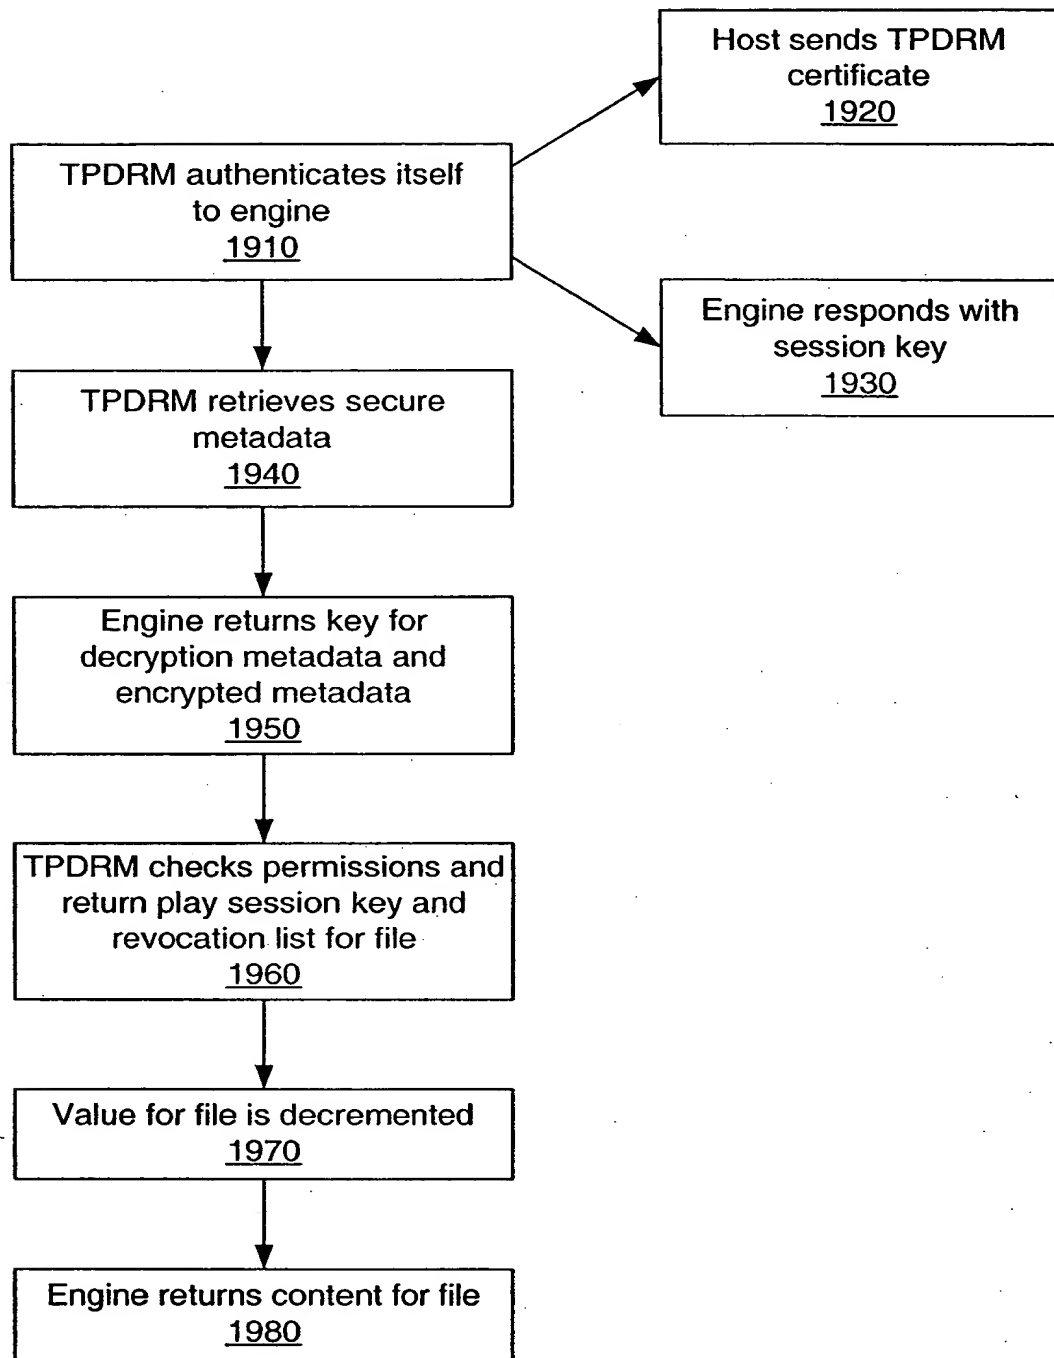 Host sends TPDRM
certificate
1920
TPDRM authenticates itself
to engine
1910
Engine responds with
session key
1930
TPDRM retrieves secure
metadata
1940
Engine returns key for
decryption metadata and
encrypted metadata
1950
TPDRM checks permissions and
return play session key and
revocation list for file
1960
Value for file is decremented
1970
Engine returns content for file
1980